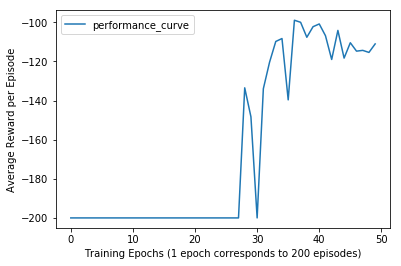 performance_curve
Average Reward per Episode
−100
−120
−140
−160
−180
−200
0 10 20 30 40 50
Training Epochs (1 epoch corresponds to 200 episodes)